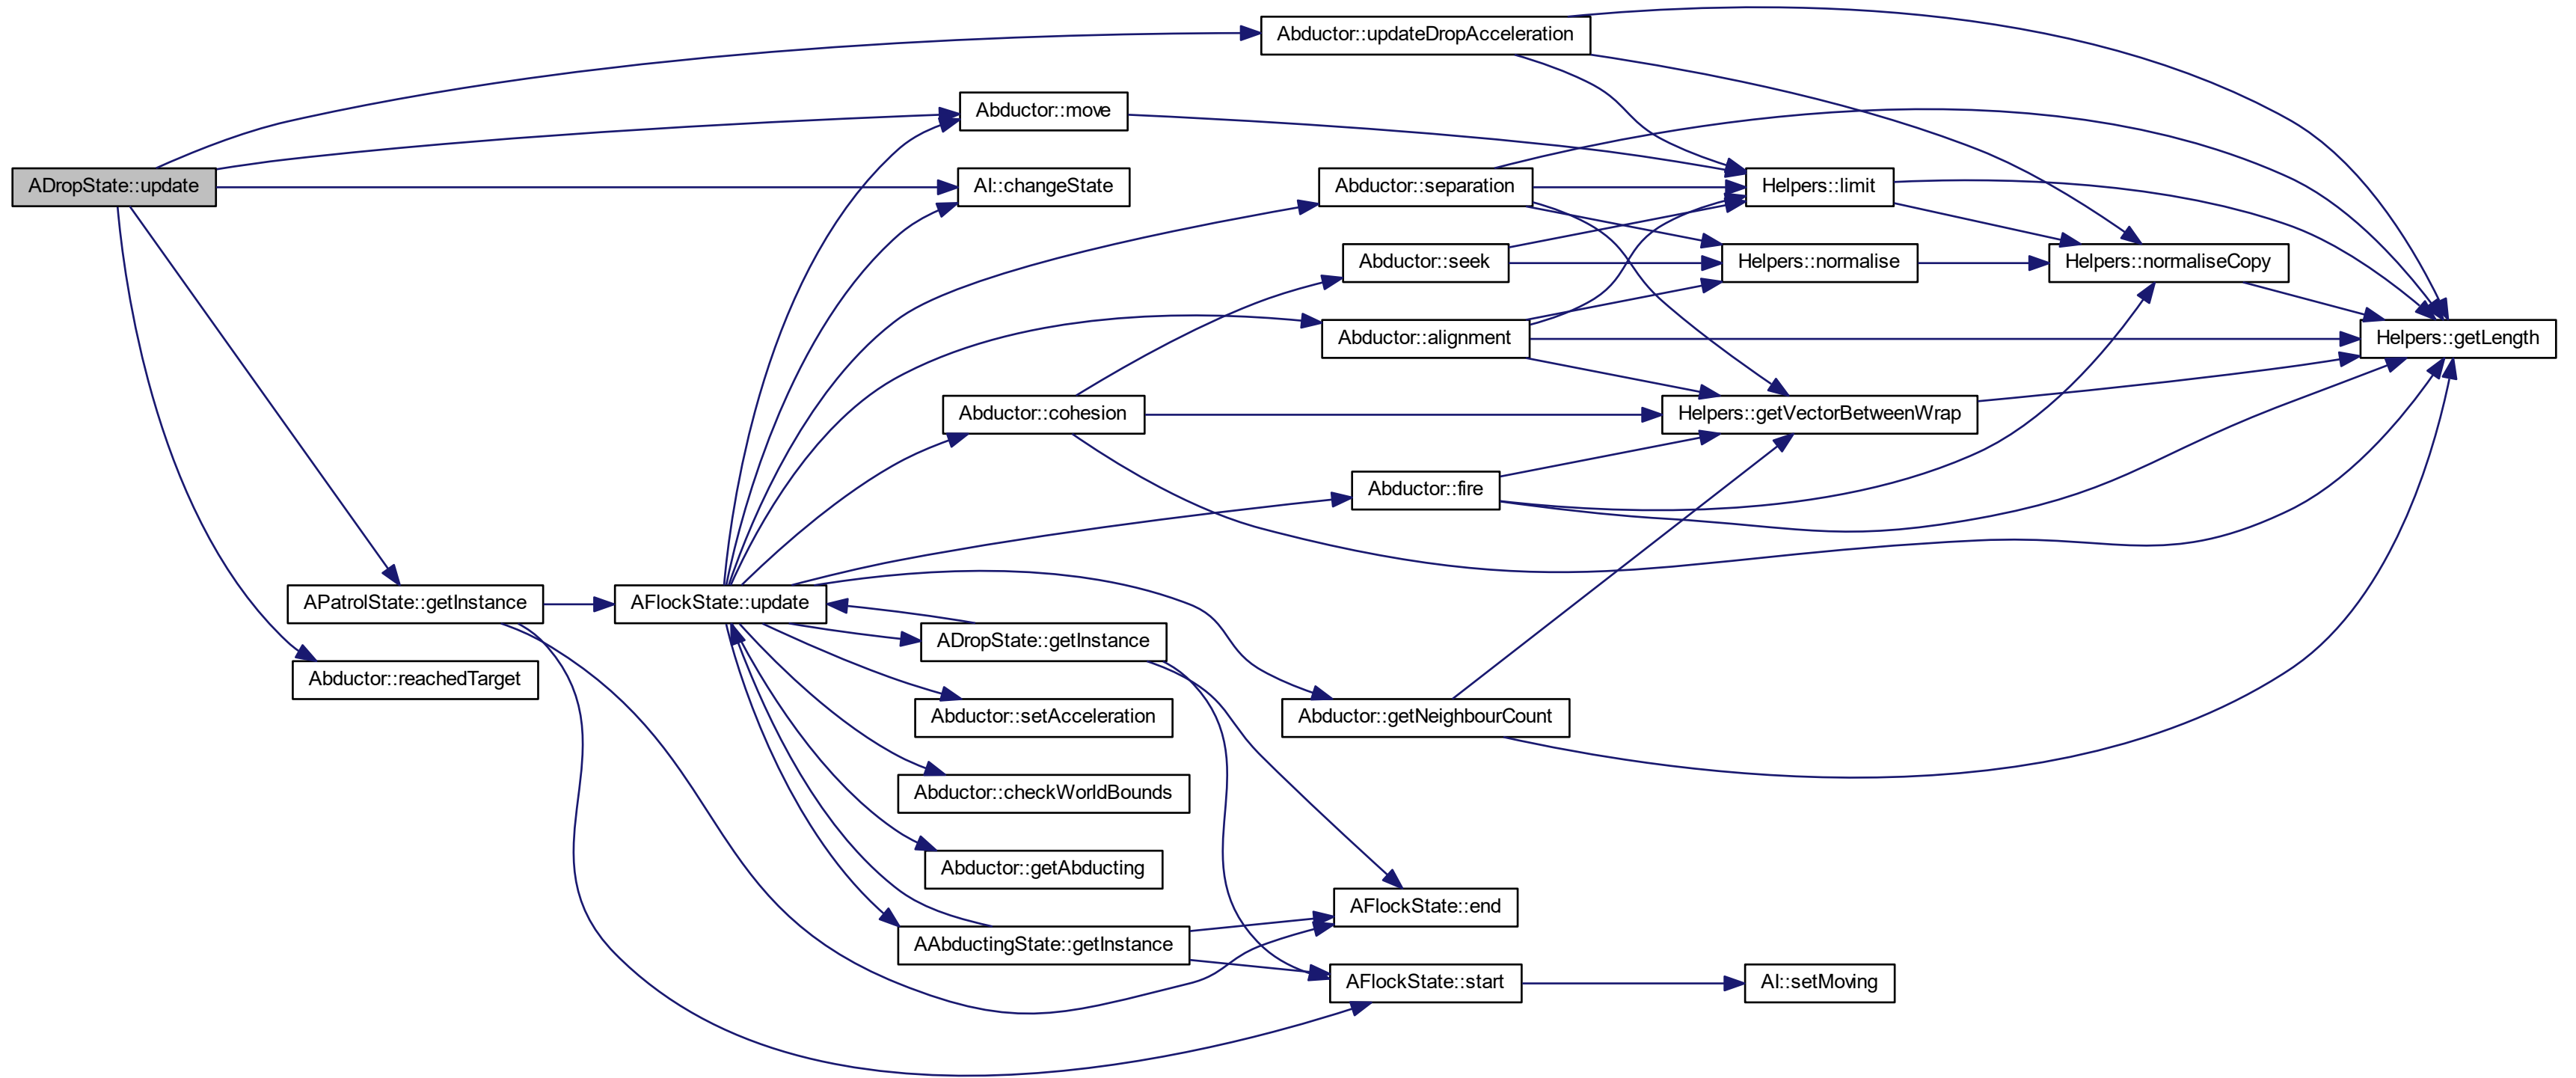 Abductor::updateDropAcceleration
Abductor::move
ADropState::update
AI::changeState
Abductor::separation
Helpers::limit
Abductor::seek
Helpers::normalise
Helpers::normaliseCopy
Abductor::alignment
Helpers::getLength
Abductor::cohesion
Helpers::getVectorBetweenWrap
Abductor::fire
APatrolState::getInstance
AFlockState::update
ADropState::getInstance
Abductor::reachedTarget
Abductor::setAcceleration
Abductor::getNeighbourCount
Abductor::checkWorldBounds
Abductor::getAbducting
AFlockState::end
AAbductingState::getInstance
AFlockState::start
AI::setMoving